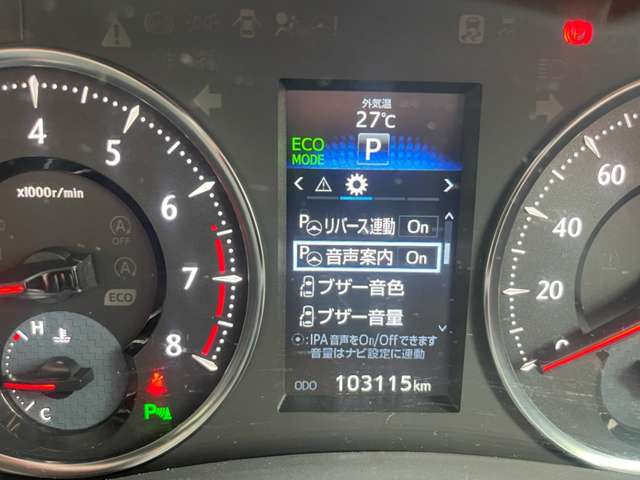 外気温
27℃
ECO
MODE
P
リバース連動 On
音声案内 On
ブザー音色
ブザー音量
:IPA音声をOn/Offできます
音量はナビ設定に連動
ODO 103115km
4
5
6
7
8
x1000r/min
A
OFF
A
ECO
H
C
P
60
40
20
0